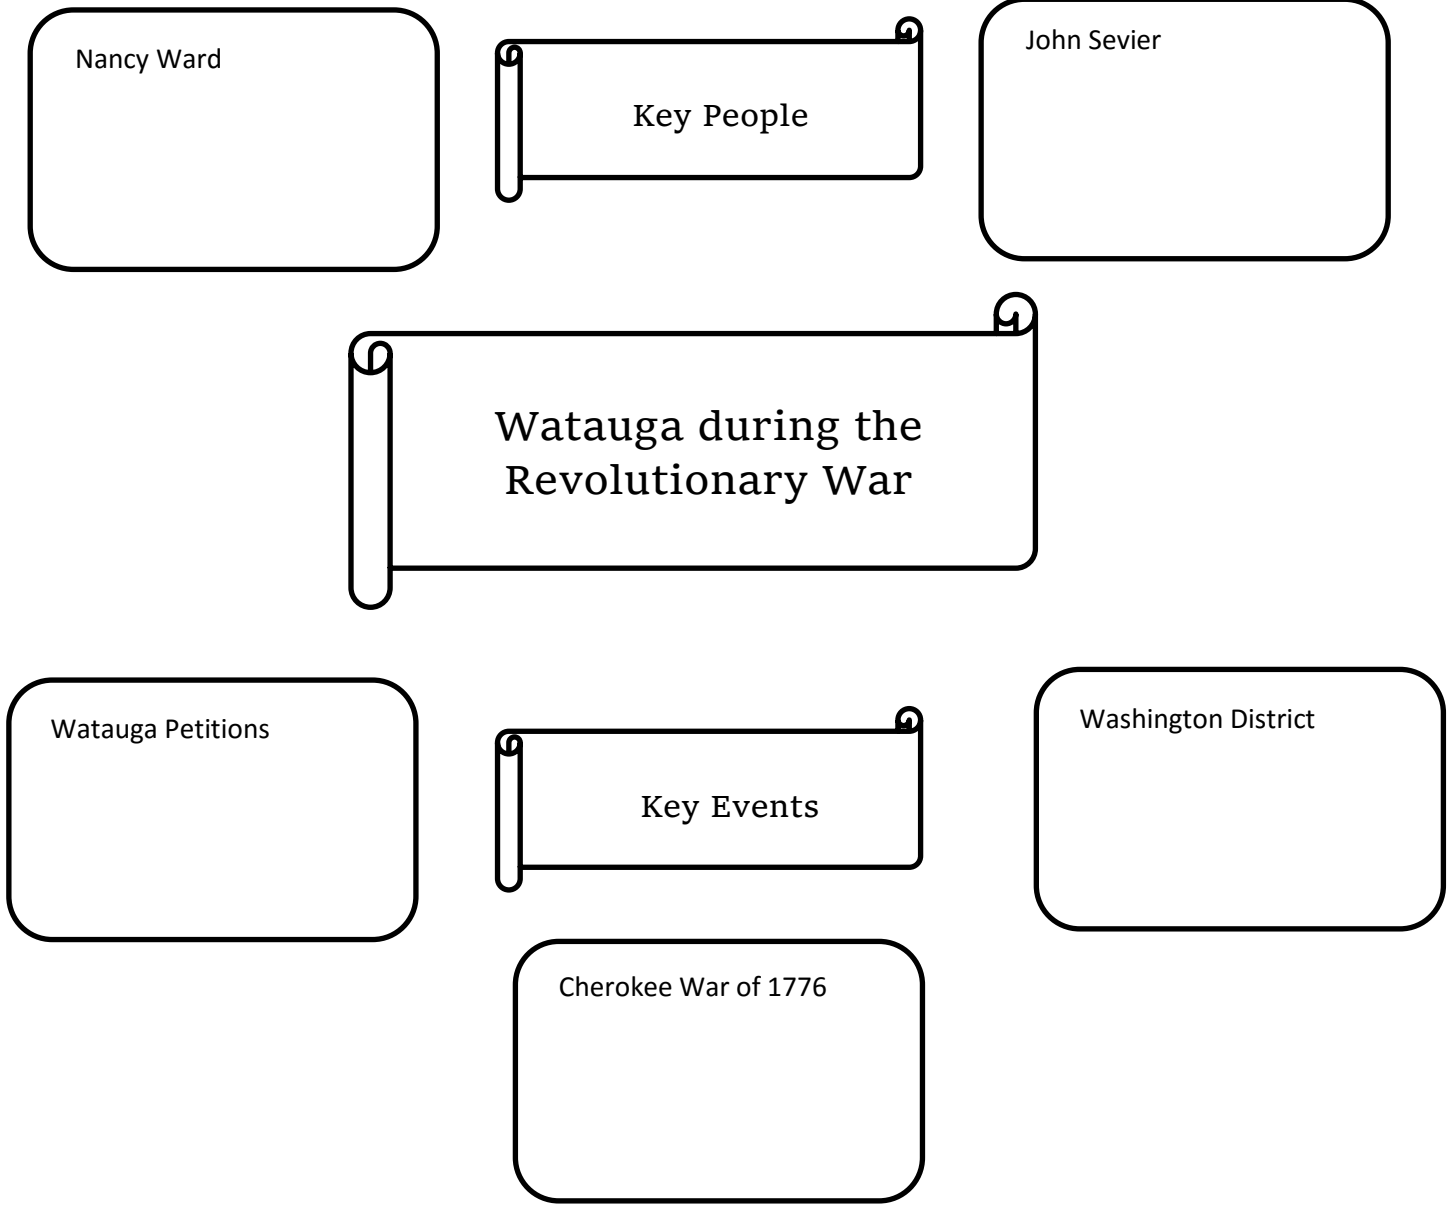 Nancy Ward
Key People
John Sevier
Watauga during the
Revolutionary War
Watauga Petitions
Key Events
Washington District
Cherokee War of 1776